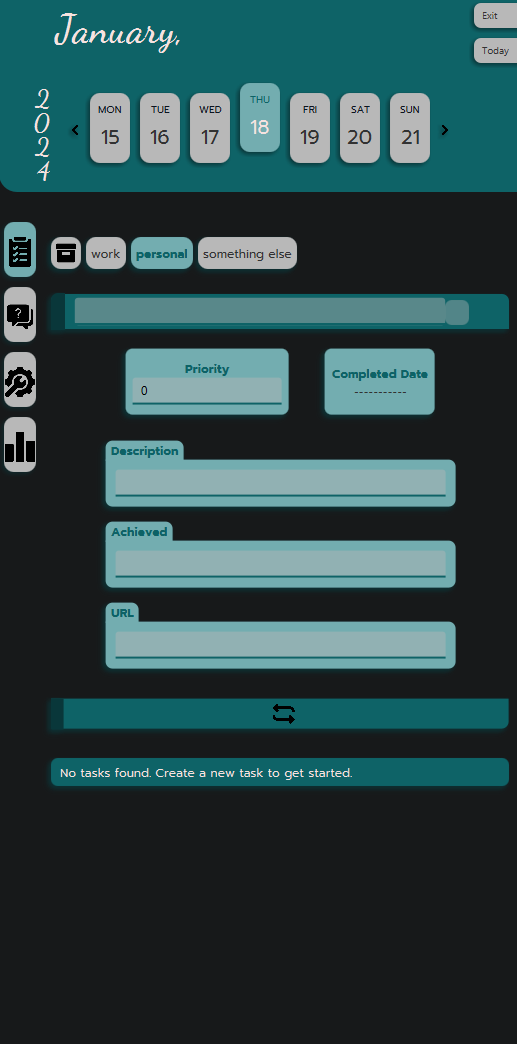 January,
Exit
Today
2024
MON TUE WED THU FRI SAT SUN
15 16 17 18 19 20 21
work personal something else
?
Priority
0
Completed Date
-----------
Description
Achieved
URL
No tasks found. Create a new task to get started.